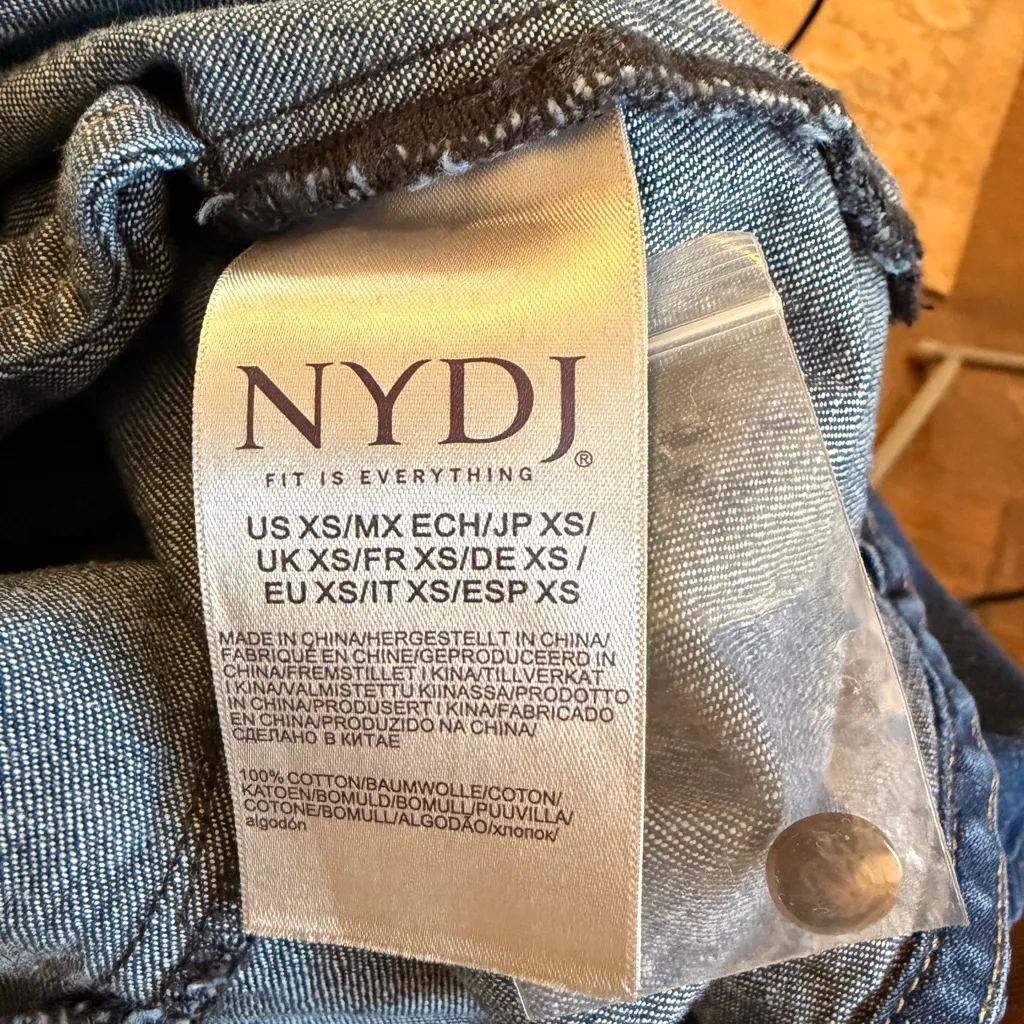 NYDJ®
FIT IS EVERYTHING
US XS/MX ECH/JP XS/
UK XS/FR XS/DE XS /
EU XS/IT XS/ESP XS
MADE IN CHINA/HERGESTELLT IN CHINA/
FABRIQUÉ EN CHINE/GEPRODUCEERD IN
CHINA/FREMSTILLET I KINA/TILLVERKAT
I KINA/VALMISTETTU KIINASSA/PRODOTTO
IN CHINA/PRODUSERT I KINA/FABRICADO
EN CHINA/PRODUZIDO NA CHINA/
СДЕЛАНО В КИТАЕ
100% COTTON/BAUMWOLLE/COTON/
KATOEN/BOMULD/BOMULL/PUUVILLA/
COTONE/BOMULL/ALGODÃO/хлопок/
algodón